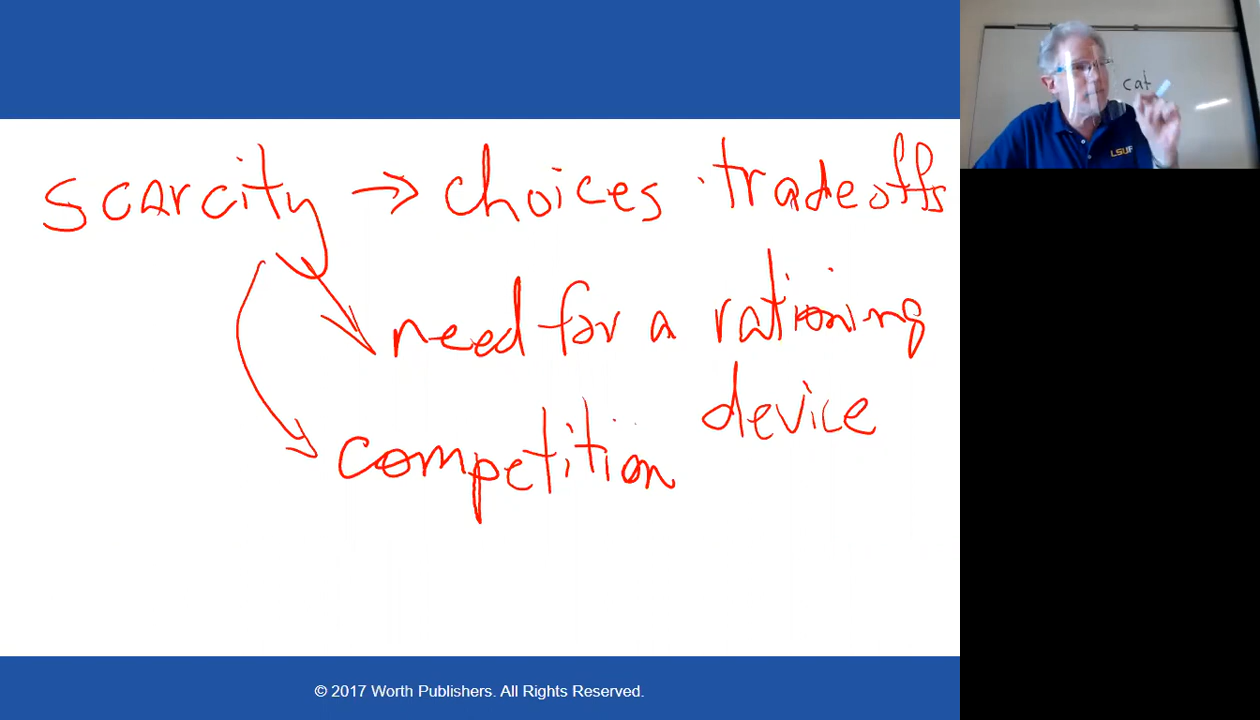 scarcity → choices tradeoffs
need for a rationing
device
competition
cat
LSU
© 2017 Worth Publishers. All Rights Reserved.